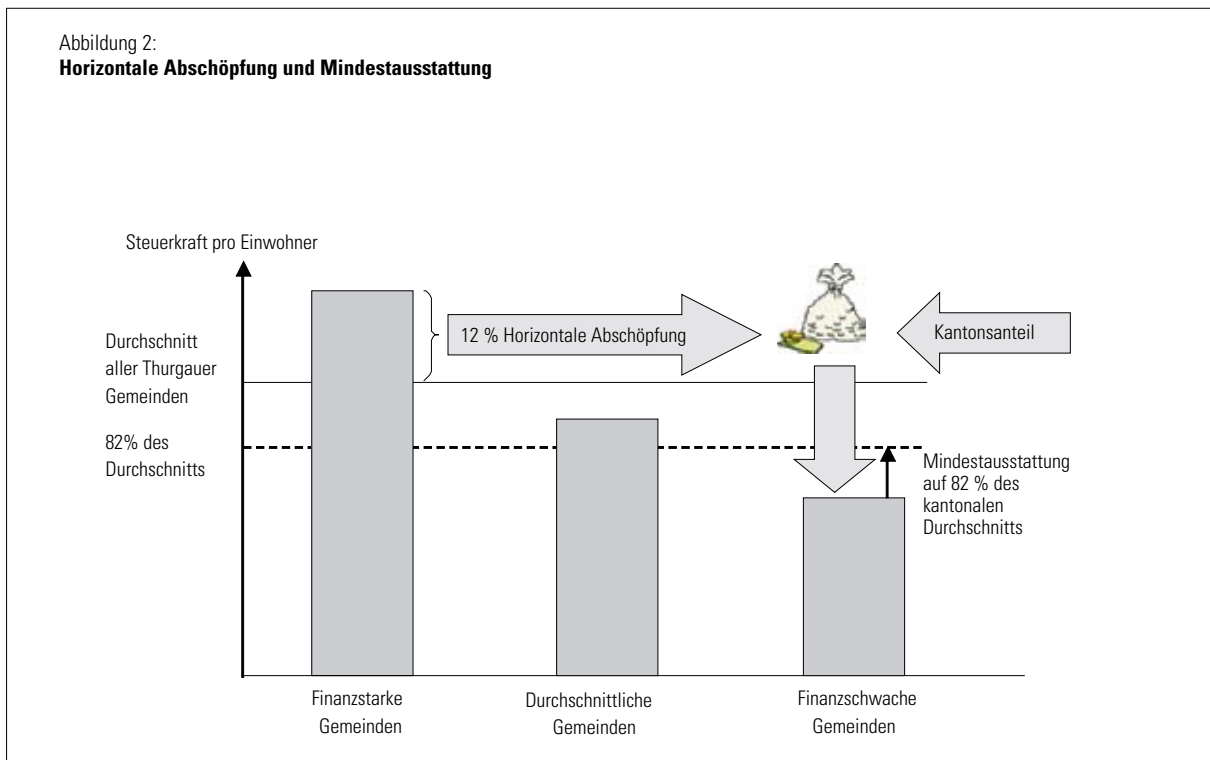 Abbildung 2:
Horizontale Abschöpfung und Mindestausstattung
Steuerkraft pro Einwohner
Durchschnitt
aller Thurgauer
Gemeinden
82% des
Durchschnitts
12 % Horizontale Abschöpfung
Kantonsanteil
Mindestausstattung
auf 82 % des
kantonalen
Durchschnitts
Finanzstarke
Gemeinden
Durchschnittliche
Gemeinden
Finanzschwache
Gemeinden